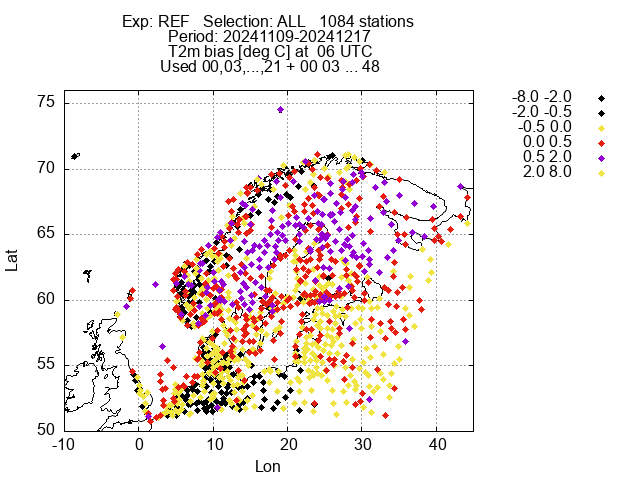 Exp: REF   Selection: ALL   1084 stations
Period: 20241109-20241217
T2m bias [deg C] at  06 UTC
Used 00,03,...,21 + 00 03 ... 48
-8.0 -2.0
-2.0 -0.5
-0.5 0.0
0.0 0.5
0.5 2.0
2.0 8.0
75
70
65
60
55
50
Lat
-10 0 10 20 30 40
Lon